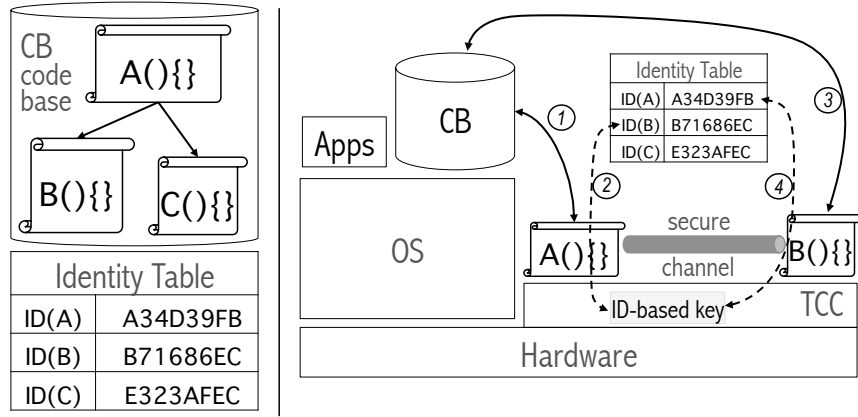 CB
code
base
A(){}
B(){}
C(){}
Identity Table
ID(A) A34D39FB
ID(B) B71686EC
ID(C) E323AFEC
CB
Apps
OS
Identity Table
ID(A) A34D39FB
ID(B) B71686EC
ID(C) E323AFEC
1
2
3
4
A(){}
secure
channel
B(){}
ID-based key
TCC
Hardware